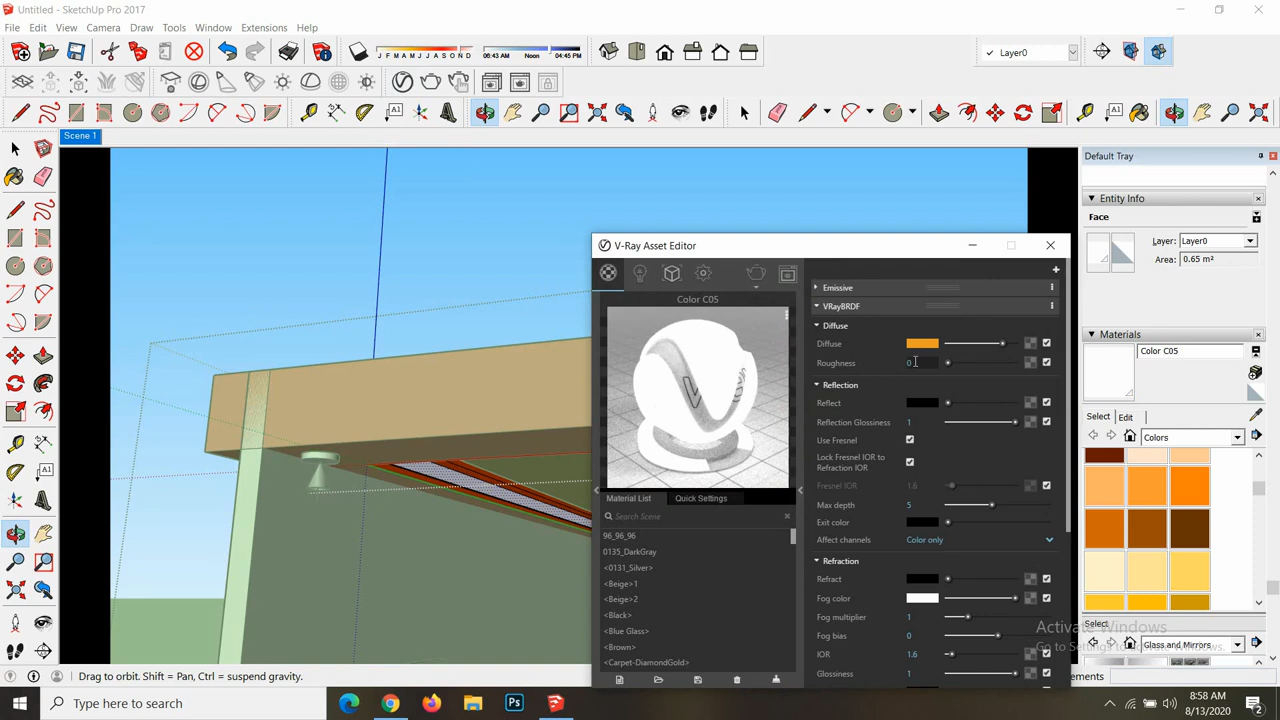 Untitled - SketchUp Pro 2017
File Edit View Camera Draw Tools Window Extensions Help
J F M A M J J A S O N D
06:43 AM Noon 04:45 PM
Layer0
Scene 1
Default Tray
Entity Info
Face
Layer: Layer0
Area: 0.65 m²
Materials
Color C05
Select Edit
Colors
Select
Glass and Mirrors
V-Ray Asset Editor
Color C05
Material List
Quick Settings
Search Scene
96_96_96
0135_DarkGray
<0131_Silver>
<Beige>1
<Beige>2
<Black>
<Blue Glass>
<Brown>
<Carpet-DiamondGold>
Emissive
VRayBRDF
Diffuse
Diffuse
Roughness 0
Reflection
Reflect
Reflection Glossiness 1
Use Fresnel
Lock Fresnel IOR to
Refraction IOR
Fresnel IOR 1.6
Max depth 5
Exit color
Affect channels Color only
Refraction
Refract
Fog color
Fog multiplier 1
Fog bias 0
IOR 1.6
Glossiness 1
Activate Windows
Go to Settings to activate Windows.
Drag to orbit. Shift = Pan, Ctrl = suspend gravity.
Type here to search
8:58 AM
8/13/2020